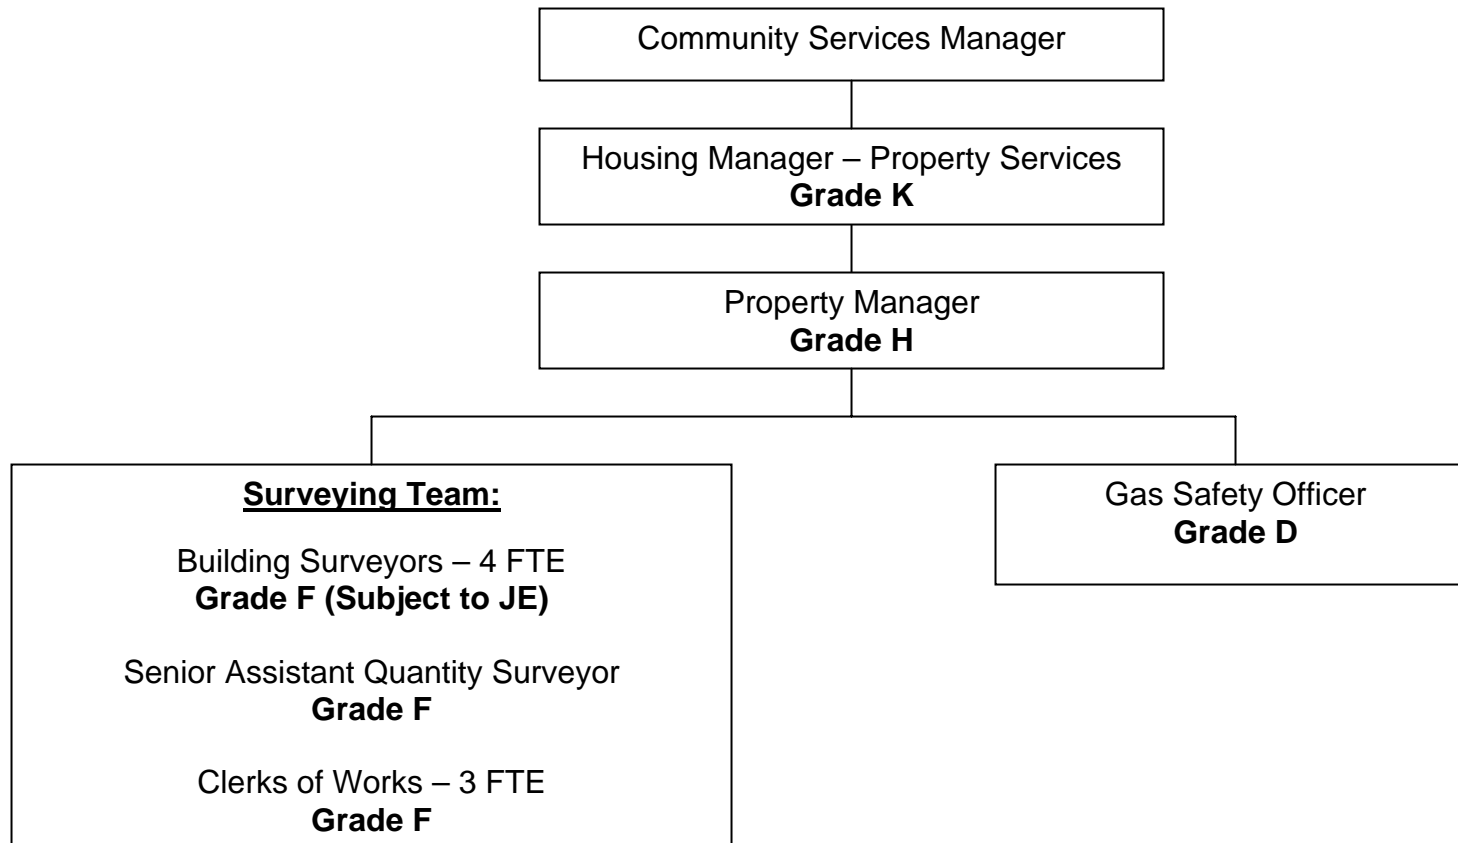 Community Services Manager
Housing Manager – Property Services
Grade K
Property Manager
Grade H
Surveying Team:
Building Surveyors – 4 FTE
Grade F (Subject to JE)
Senior Assistant Quantity Surveyor
Grade F
Clerks of Works – 3 FTE
Grade F
Gas Safety Officer
Grade D